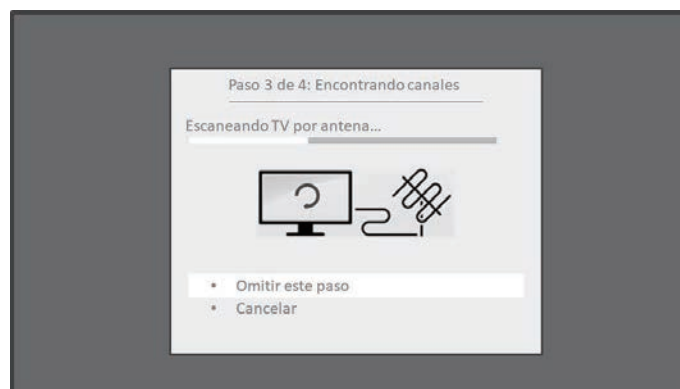 Paso 3 de 4: Encontrando canales
Escaneando TV por antena...
• Omitir este paso
• Cancelar